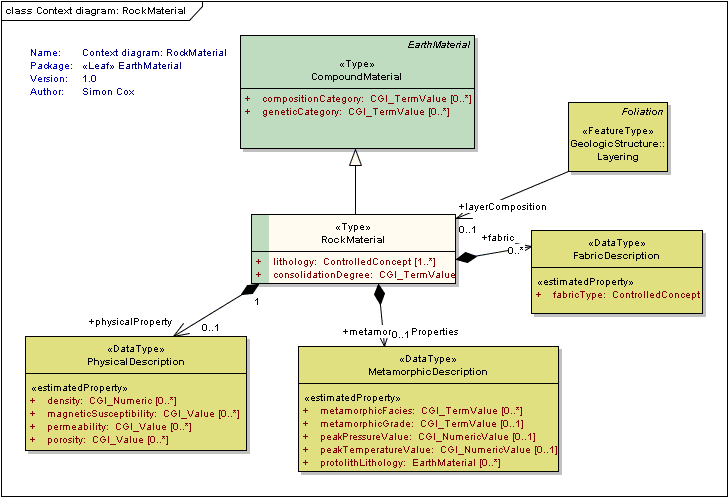 class Context diagram: RockMaterial
Name: Context diagram: RockMaterial
Package: «Leaf» EarthMaterial
Version: 1.0
Author: Simon Cox
EarthMaterial
«Type»
CompoundMaterial
+ compositionCategory: CGI_TermValue [0..*]
+ geneticCategory: CGI_TermValue [0..*]
Foliation
«FeatureType»
GeologicStructure::
Layering
+layerComposition
0..1
«Type»
RockMaterial
+ lithology: ControlledConcept [1..*]
+ consolidationDegree: CGI_TermValue
+fabric_
0..*
«DataType»
FabricDescription
«estimatedProperty»
+ fabricType: ControlledConcept
1
+physicalProperty
0..1
+metamor
0..1
Properties
«DataType»
PhysicalDescription
«estimatedProperty»
+ density: CGI_Numeric [0..*]
+ magneticSusceptibility: CGI_Value [0..*]
+ permeability: CGI_Value [0..*]
+ porosity: CGI_Value [0..*]
«DataType»
MetamorphicDescription
«estimatedProperty»
+ metamorphicFacies: CGI_TermValue [0..*]
+ metamorphicGrade: CGI_TermValue [0..1]
+ peakPressureValue: CGI_NumericValue [0..1]
+ peakTemperatureValue: CGI_NumericValue [0..1]
+ protolithLithology: EarthMaterial [0..*]